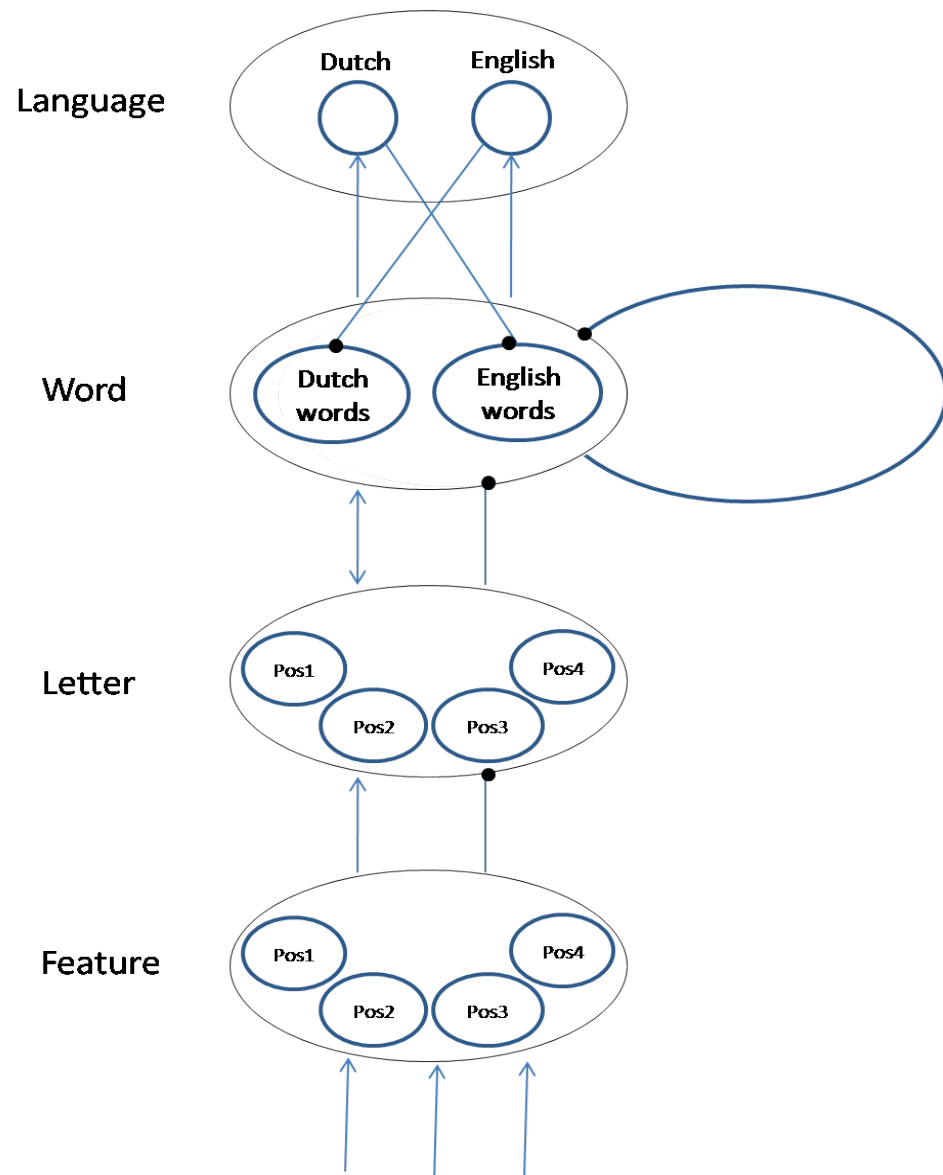 Dutch
English
Language
Word
Dutch
words
English
words
Letter
Pos1
Pos2
Pos3
Pos4
Feature
Pos1
Pos2
Pos3
Pos4